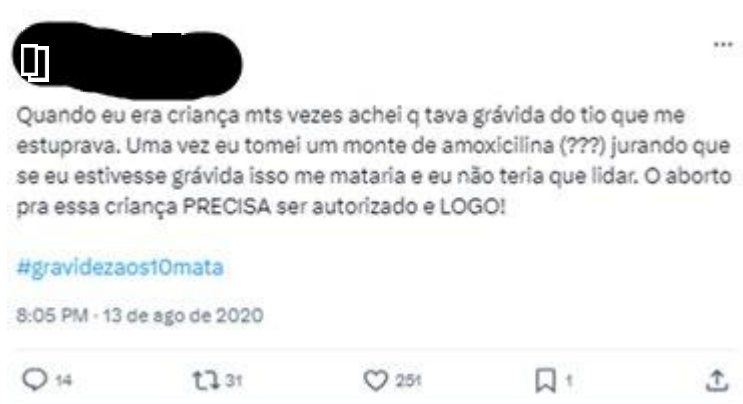 Quando eu era criança mts vezes achei q tava grávida do tio que me
estuprava. Uma vez eu tomei um monte de amoxicilina (???) jurando que
se eu estivesse grávida isso me mataria e eu não teria que lidar. O aborto
pra essa criança PRECISA ser autorizado e LOGO!
#gravidezaos10mata
8:05 PM · 13 de ago de 2020
14 31 251 1